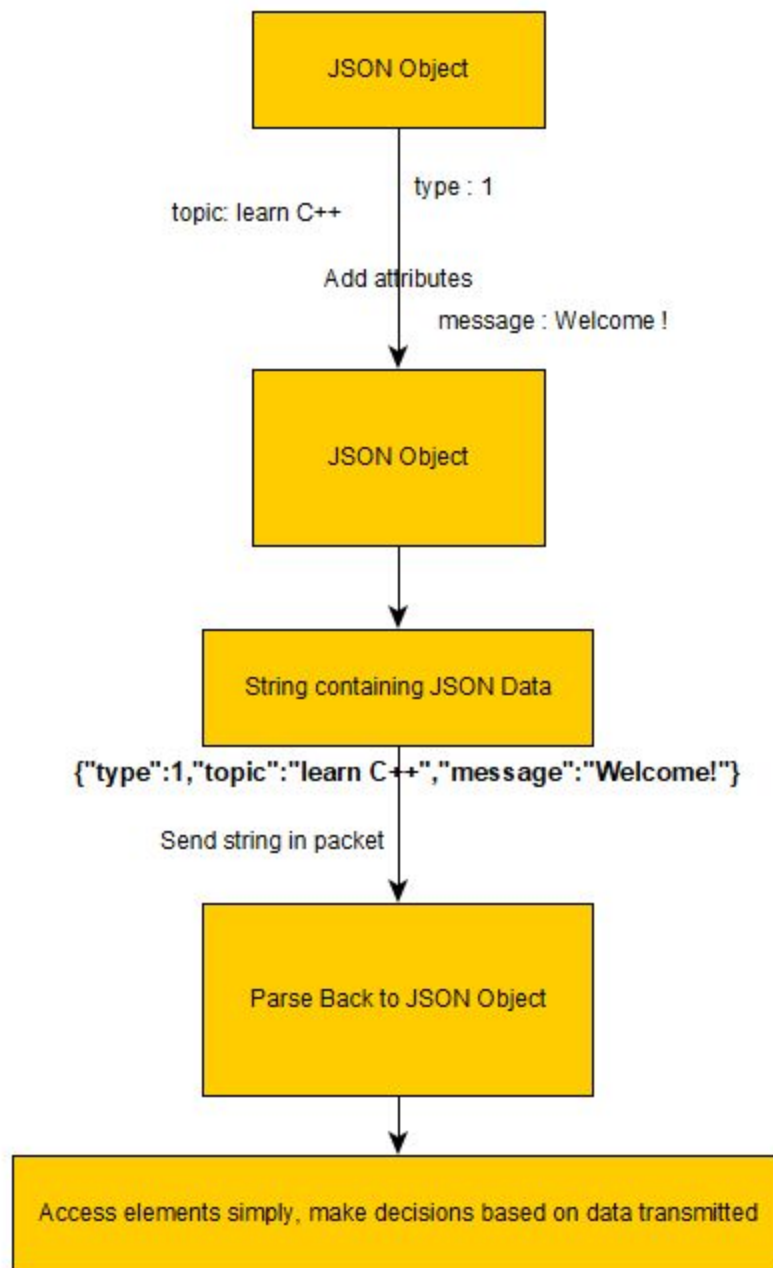 JSON Object
type : 1
topic: learn C++
Add attributes
message : Welcome !
JSON Object
String containing JSON Data
{"type":1,"topic":"learn C++","message":"Welcome!"}
Send string in packet
Parse Back to JSON Object
Access elements simply, make decisions based on data transmitted